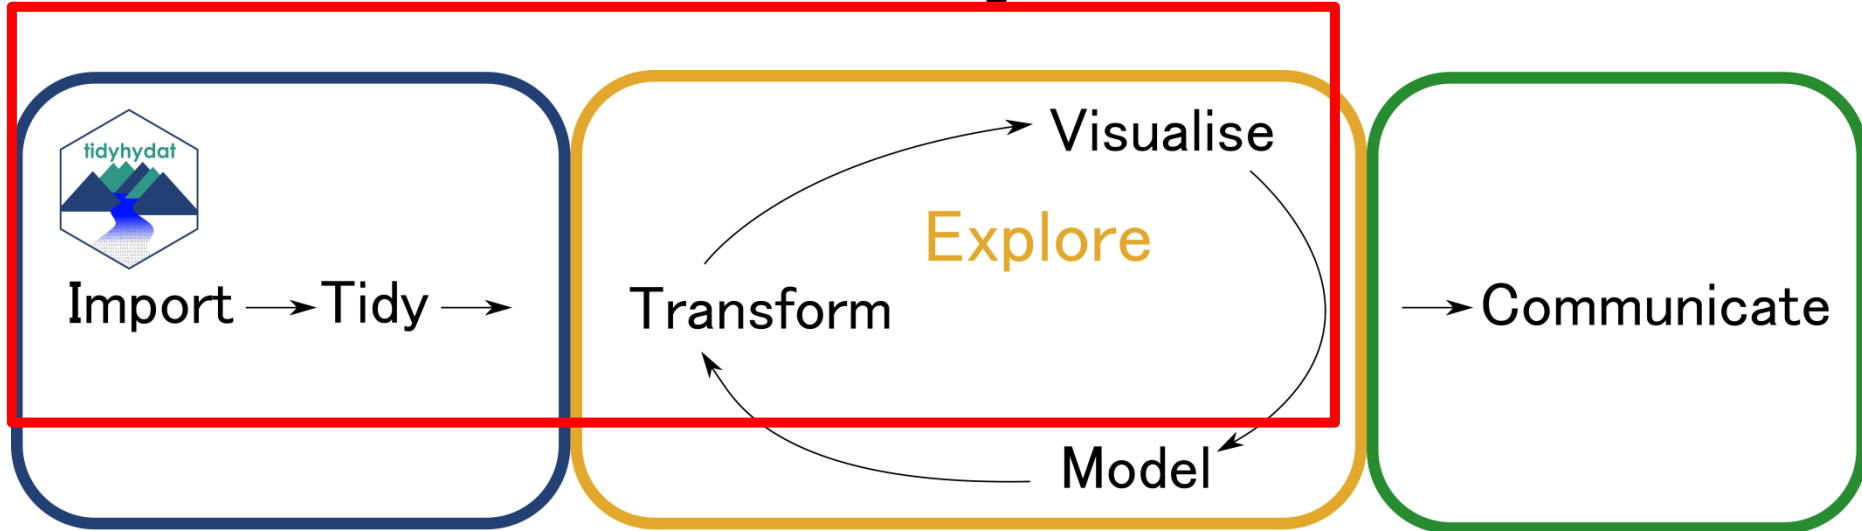 tidyhydat
Import
Tidy
Transform
Visualise
Explore
Model
Communicate